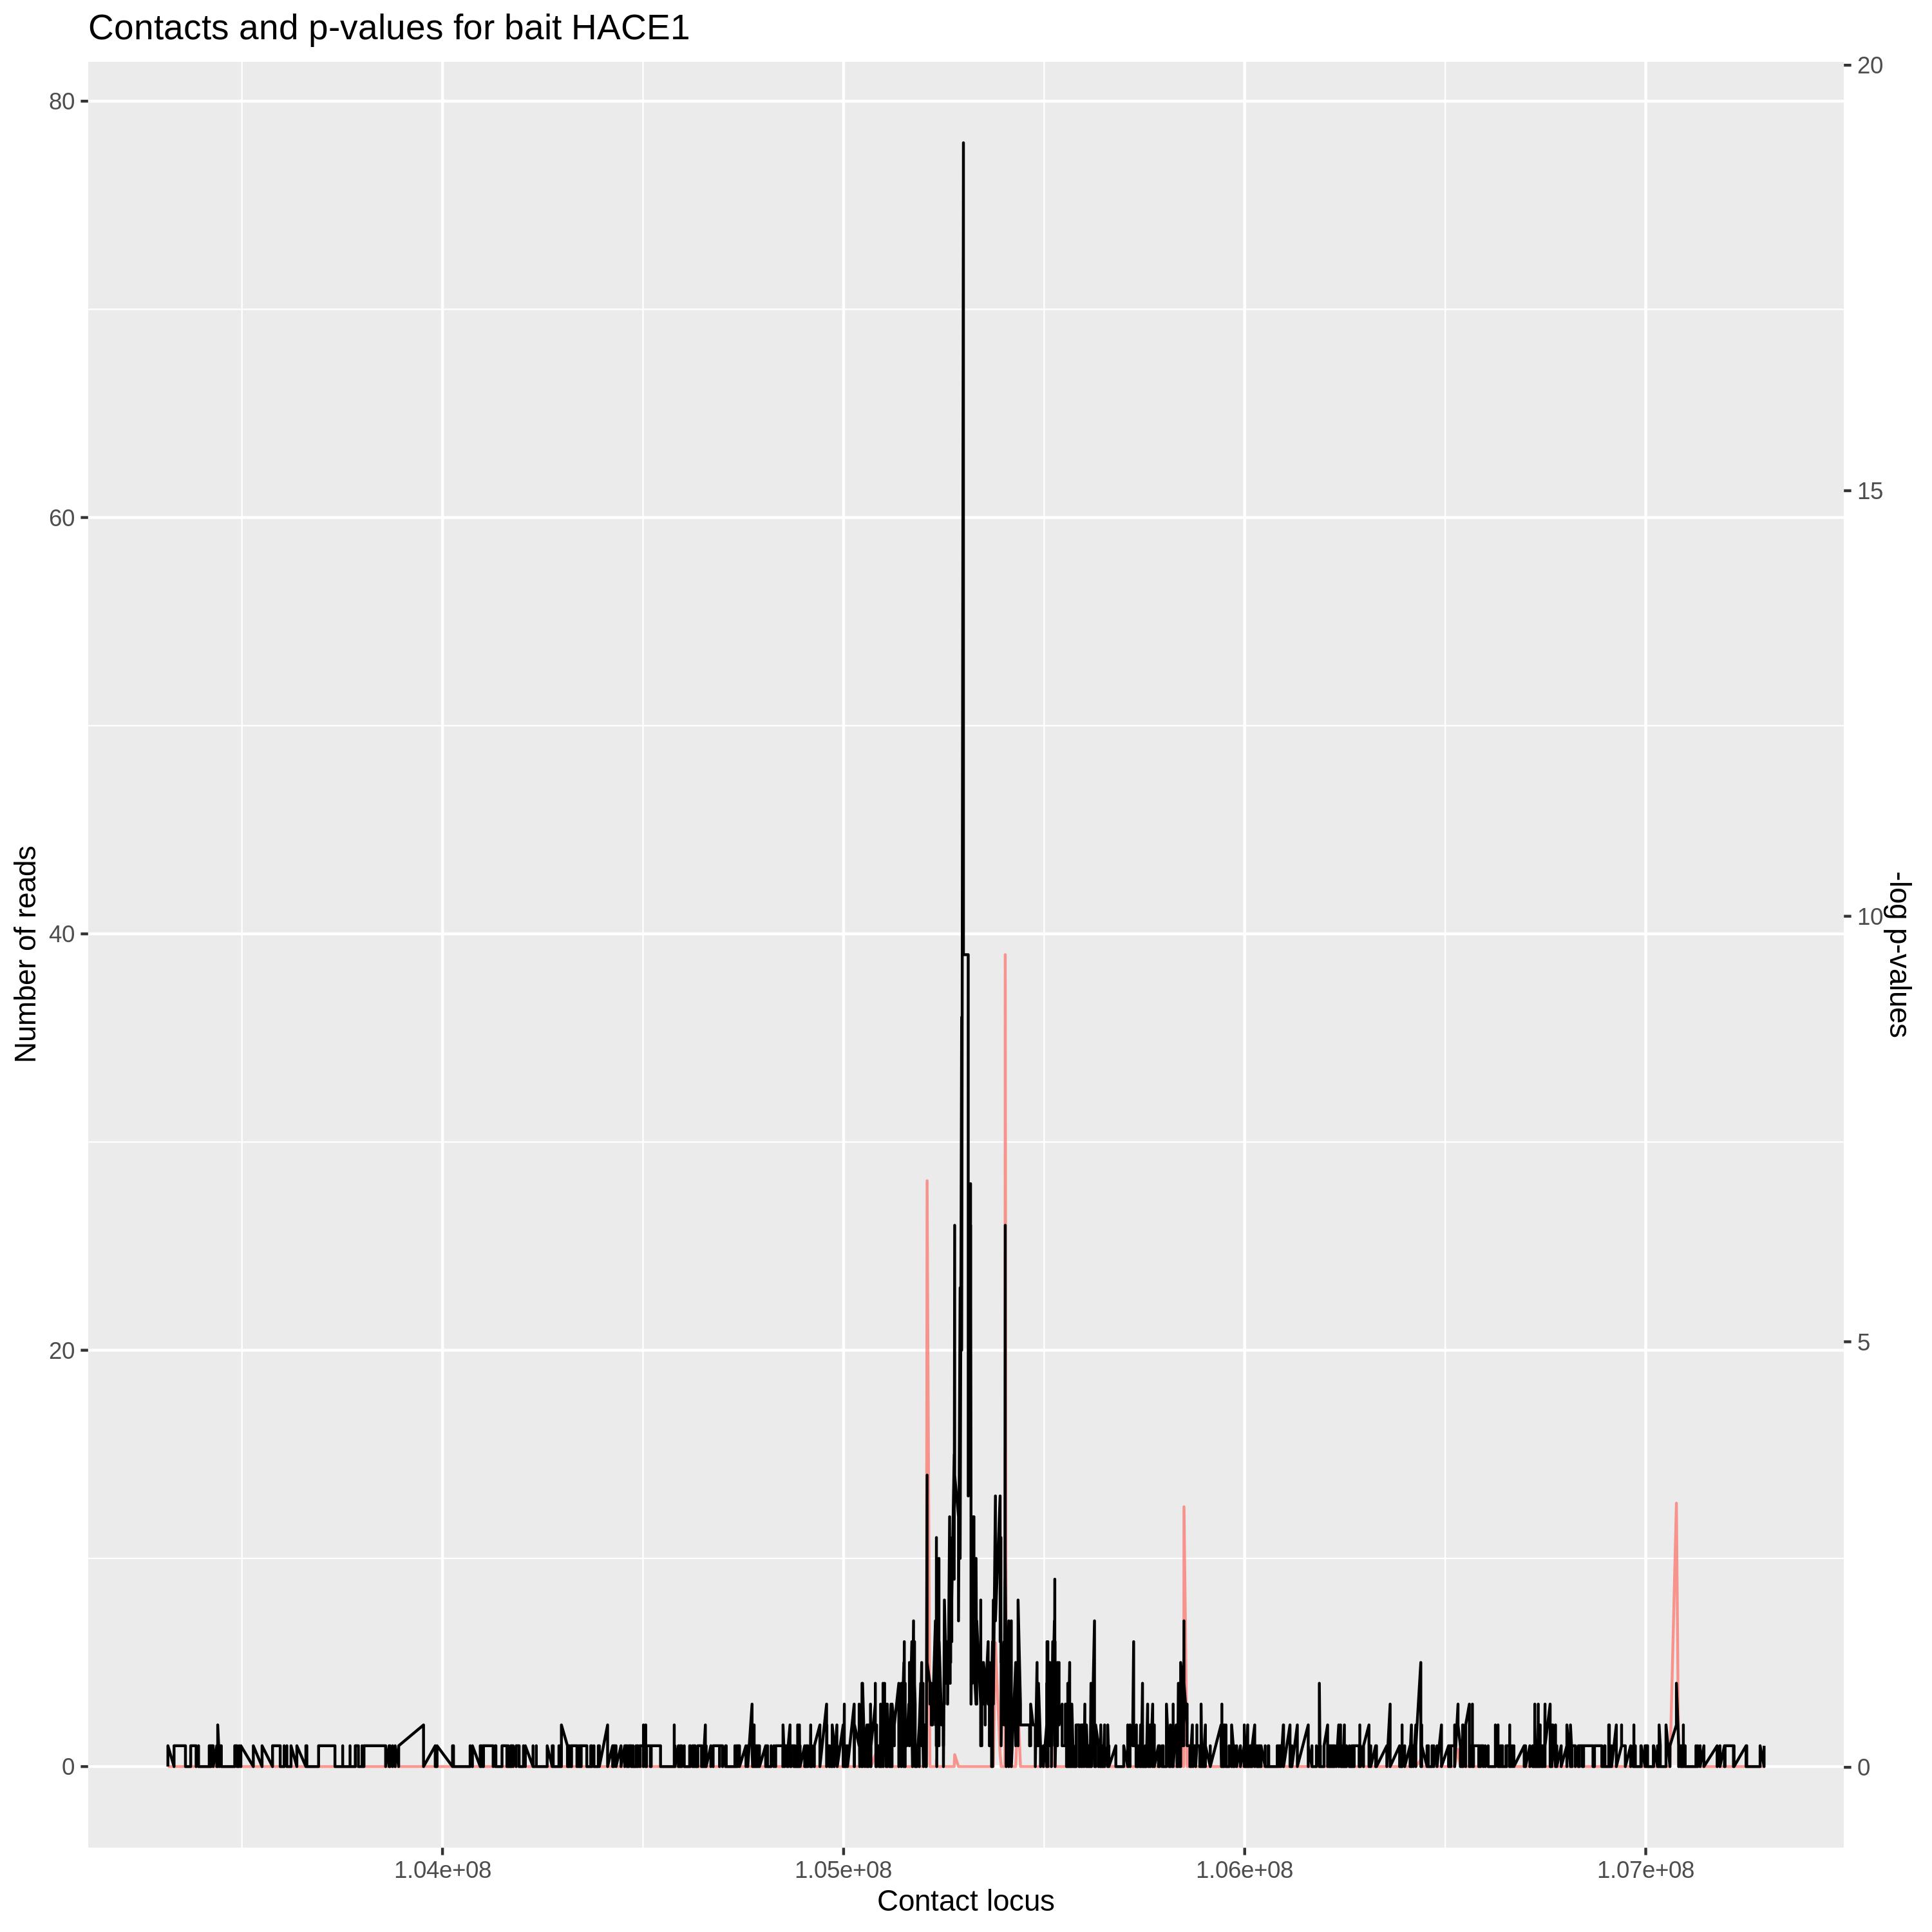 Contacts and p-values for bait HACE1
80
60
40
20
0
Number of reads
20
15
10
5
0
-log p-values
1.04e+08
1.05e+08
1.06e+08
1.07e+08
Contact locus